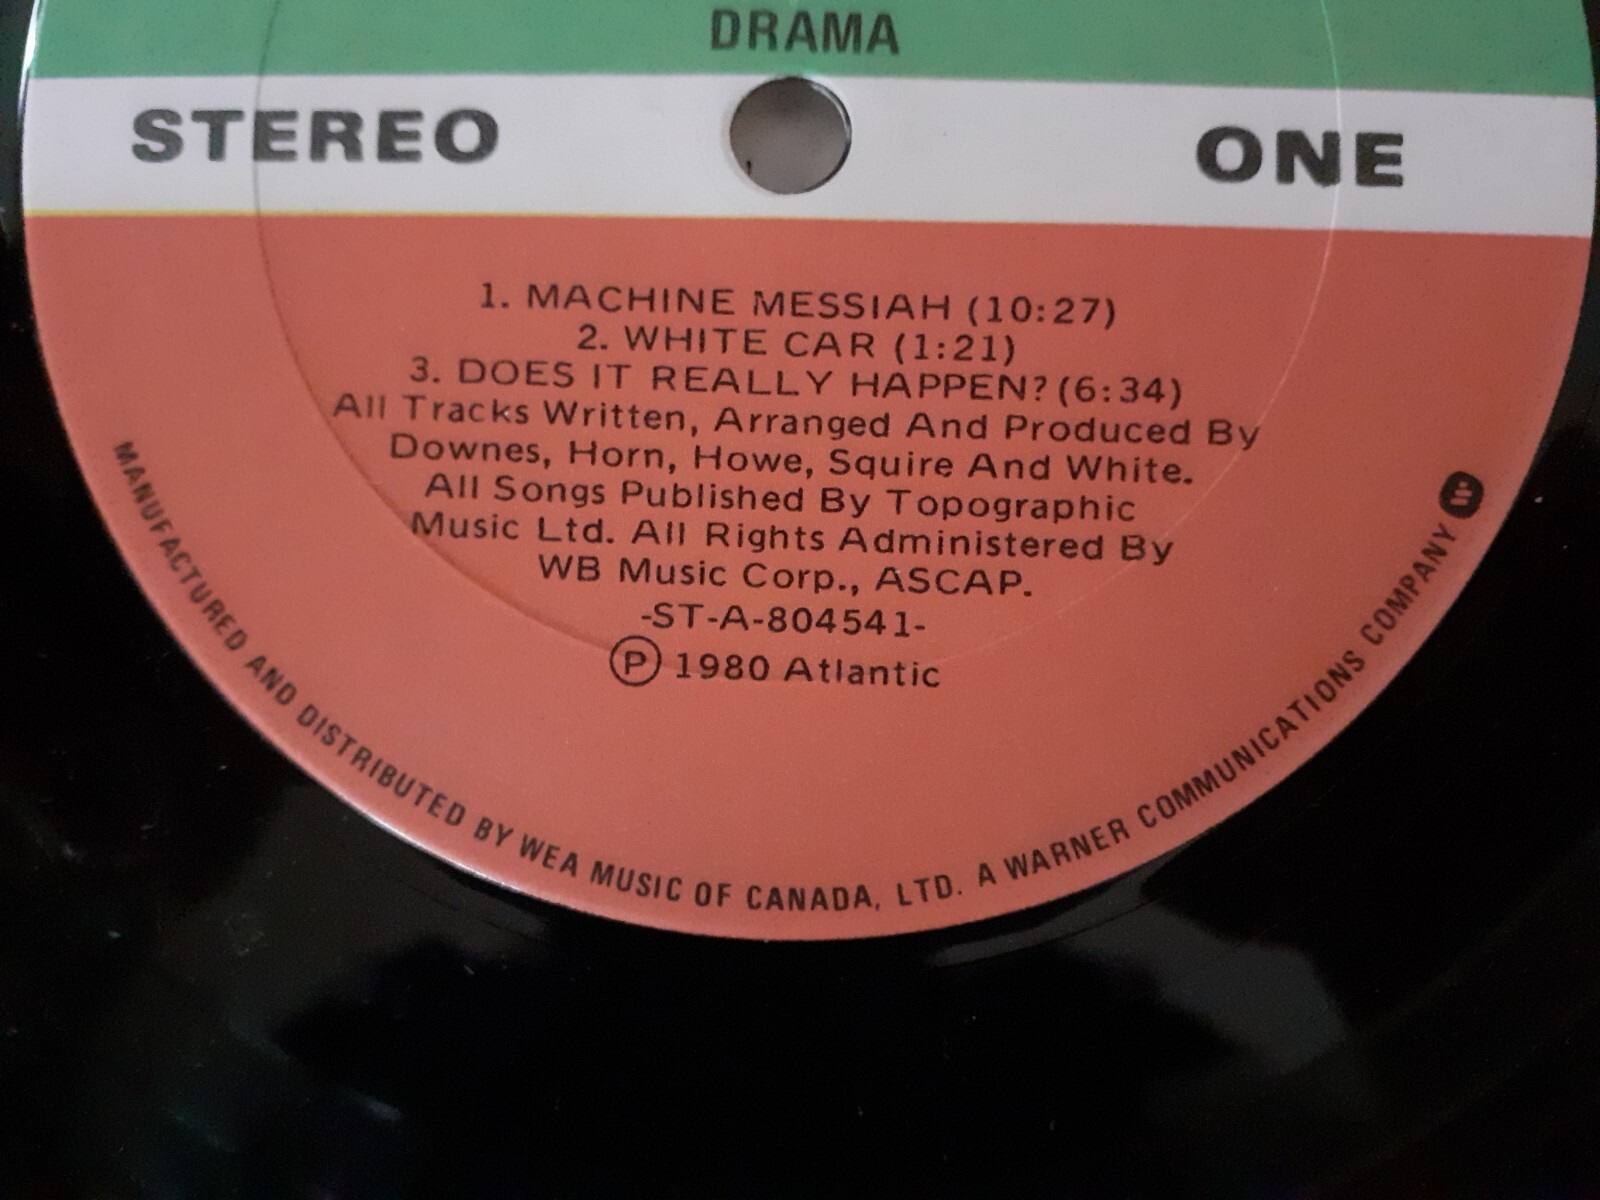 DRAMA
STEREO
ONE
1. MACHINE MESSIAH (10:27)
2. WHITE CAR (1:21)
3. DOES IT REALLY HAPPEN? (6:34)
All Tracks Written, Arranged And Produced By
Downes, Horn, Howe, Squire And White.
All Songs Published By Topographic
Music Ltd. All Rights Administered By
WB Music Corp., ASCAP.
-ST-A-804541-
Ⓟ 1980 Atlantic
MANUFACTURED AND DISTRIBUTED BY WEA MUSIC OF CANADA, LTD. A WARNER COMMUNICATIONS COMPANY